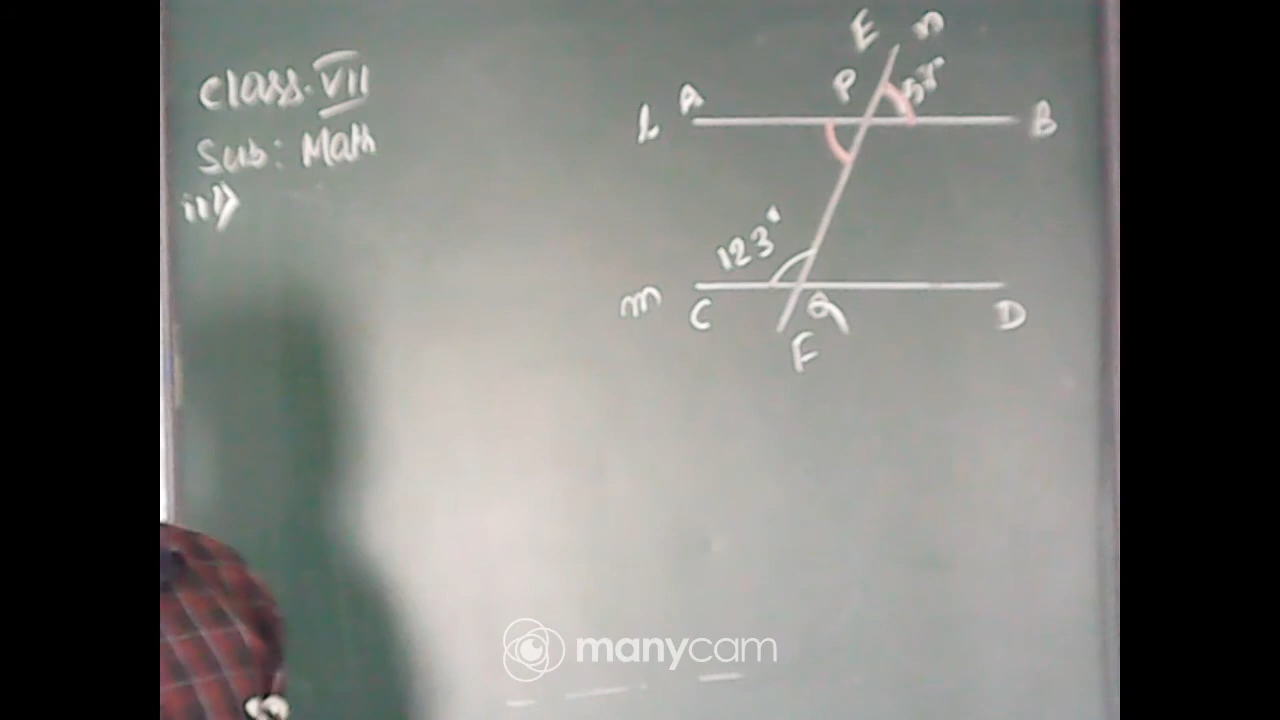 Class. VII
Sub: Math
iii)
E n
P 57°
L A B
123°
m C Q D
F
manycam